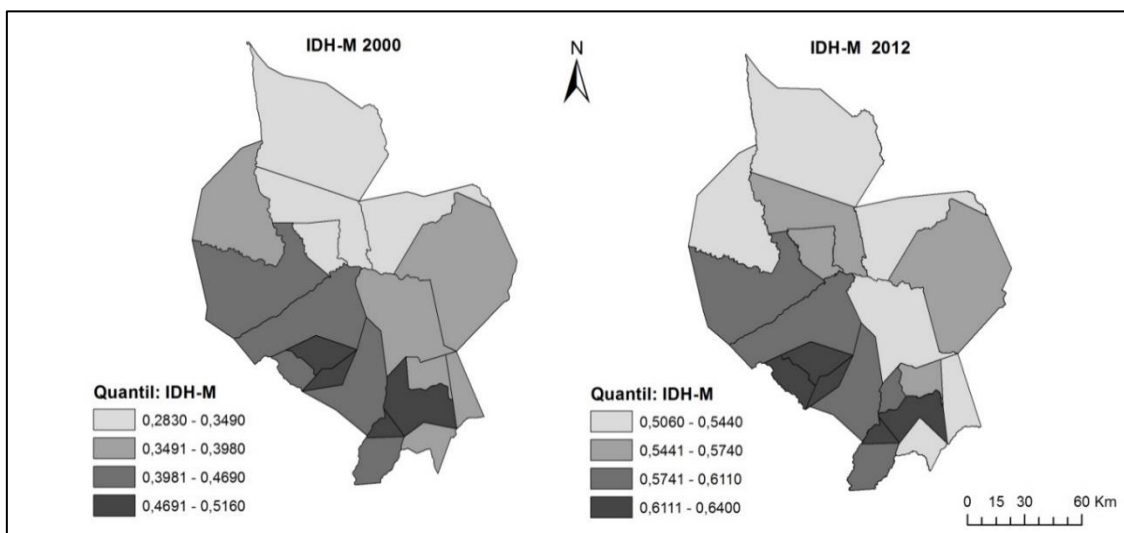 IDH-M 2000
N
IDH-M 2012
Quantil: IDH-M
0,2830 - 0,3490
0,3491 - 0,3980
0,3981 - 0,4690
0,4691 - 0,5160
Quantil: IDH-M
0,5060 - 0,5440
0,5441 - 0,5740
0,5741 - 0,6110
0,6111 - 0,6400
0 15 30 60 Km